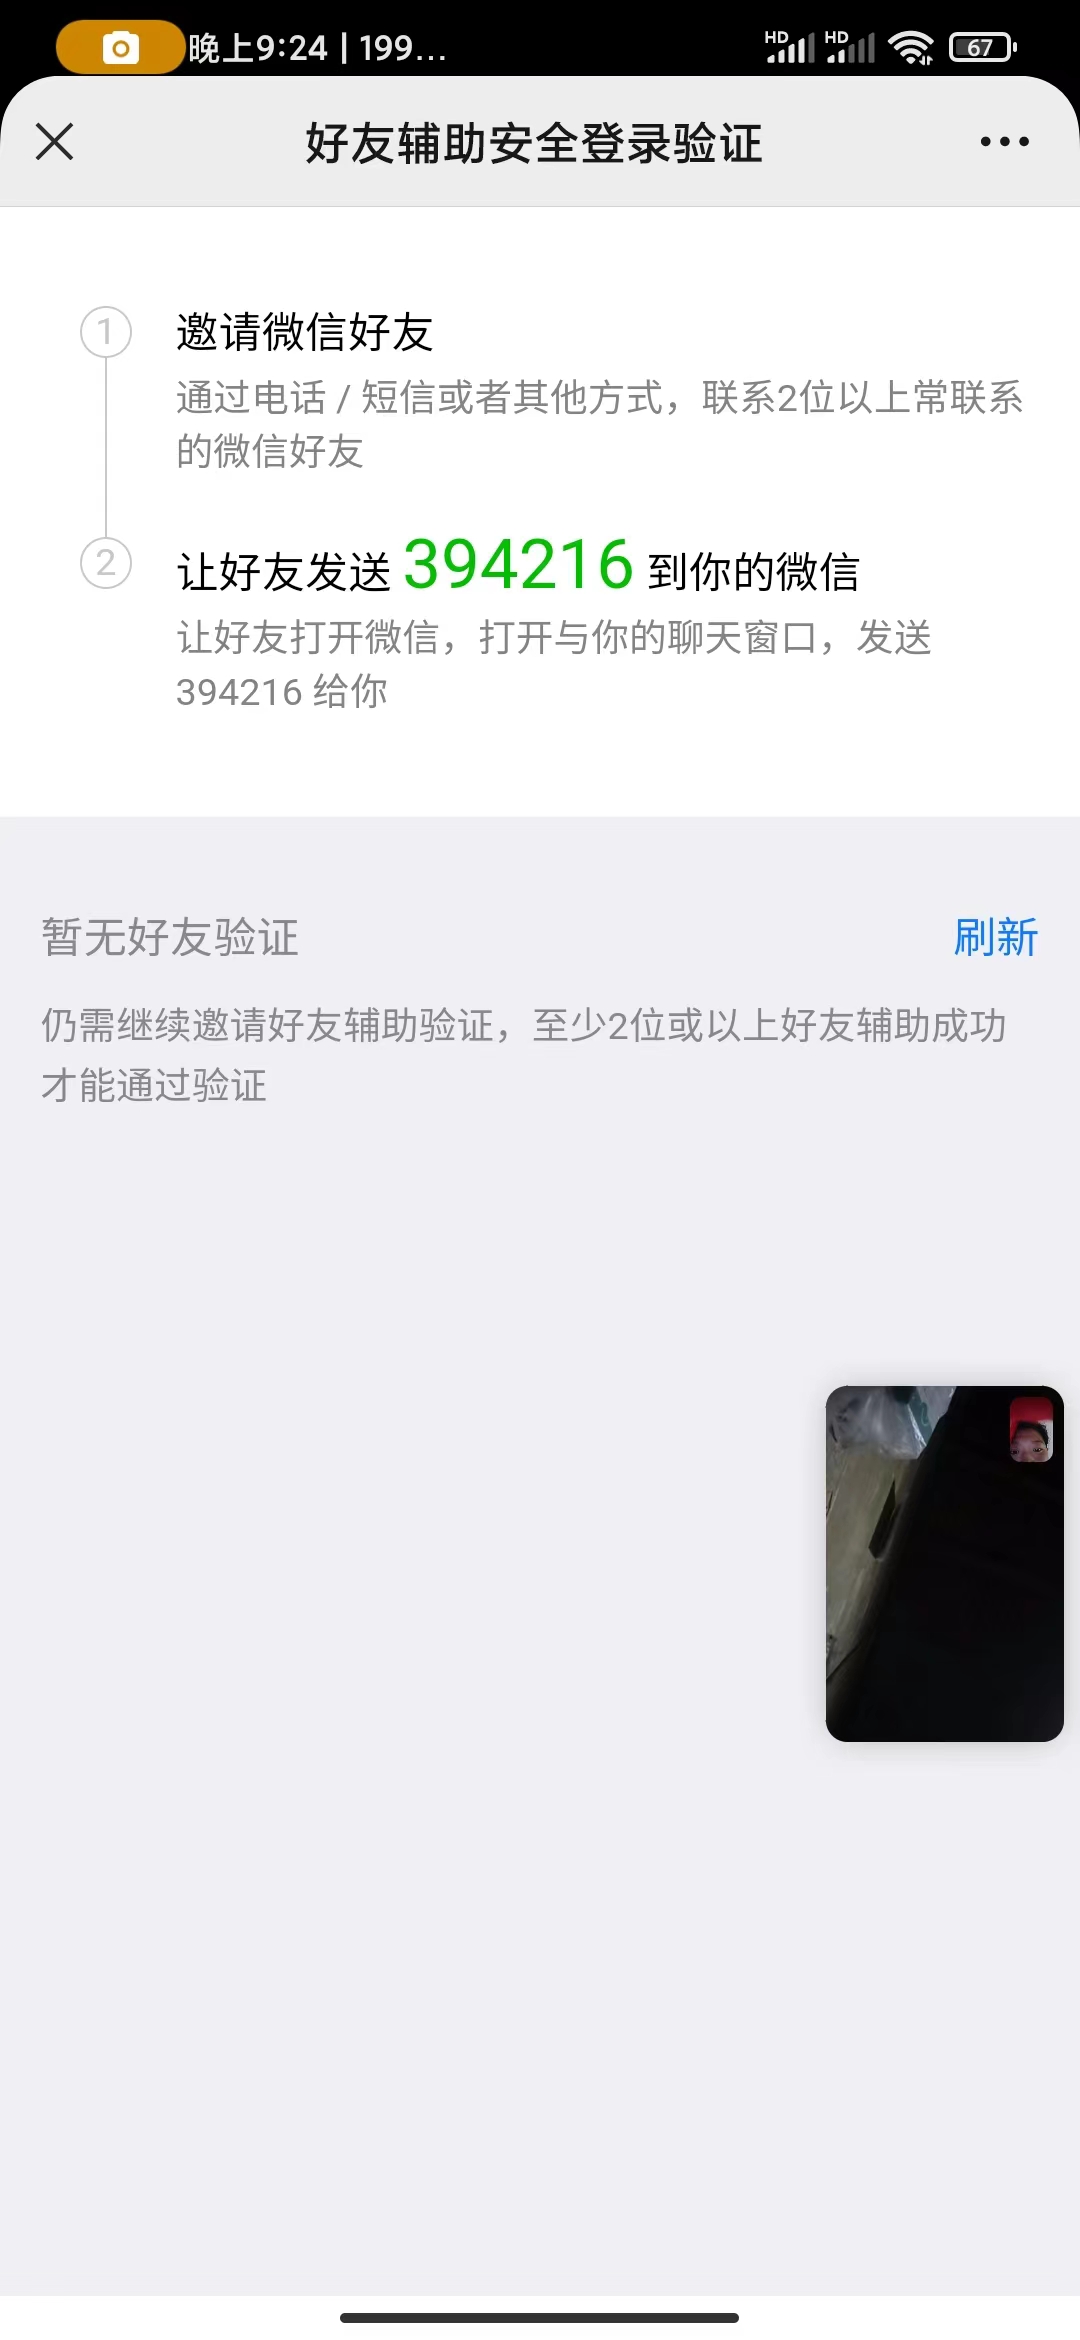 晚上9:24 | 199...
HD HD 67
好友辅助安全登录验证
1 邀请微信好友
通过电话 / 短信或者其他方式，联系2位以上常联系
的微信好友
2 让好友发送 394216 到你的微信
让好友打开微信，打开与你的聊天窗口，发送
394216 给你
暂无好友验证 刷新
仍需继续邀请好友辅助验证，至少2位或以上好友辅助成功
才能通过验证